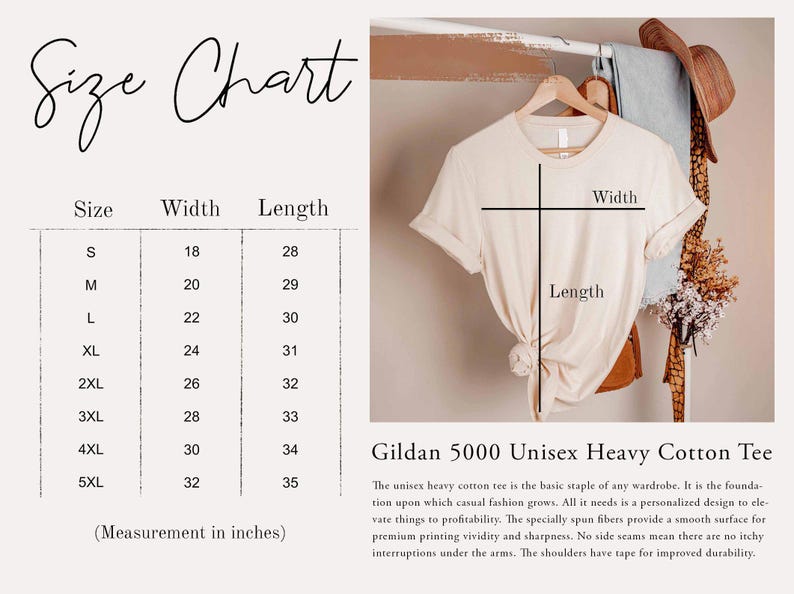 Size Chart
Size Width Length
S 18 28
M 20 29
L 22 30
XL 24 31
2XL 26 32
3XL 28 33
4XL 30 34
5XL 32 35
(Measurement in inches)
Width
Length
Gildan 5000 Unisex Heavy Cotton Tee
The unisex heavy cotton tee is the basic staple of any wardrobe. It is the founda-
tion upon which casual fashion grows. All it needs is a personalized design to ele-
vate things to profitability. The specially spun fibers provide a smooth surface for
premium printing vividity and sharpness. No side seams mean there are no itchy
interruptions under the arms. The shoulders have tape for improved durability.